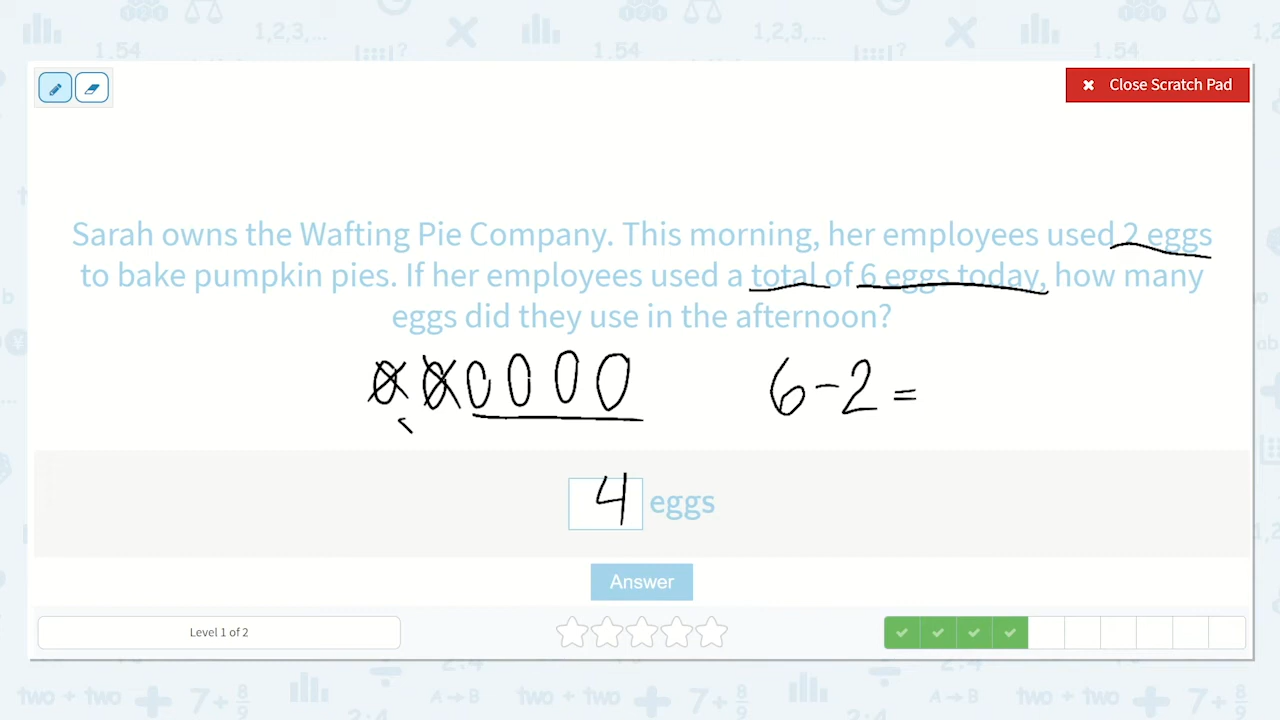 Close Scratch Pad
Sarah owns the Wafting Pie Company. This morning, her employees used 2 eggs
to bake pumpkin pies. If her employees used a total of 6 eggs today, how many
eggs did they use in the afternoon?
6-2=
4 eggs
Answer
Level 1 of 2